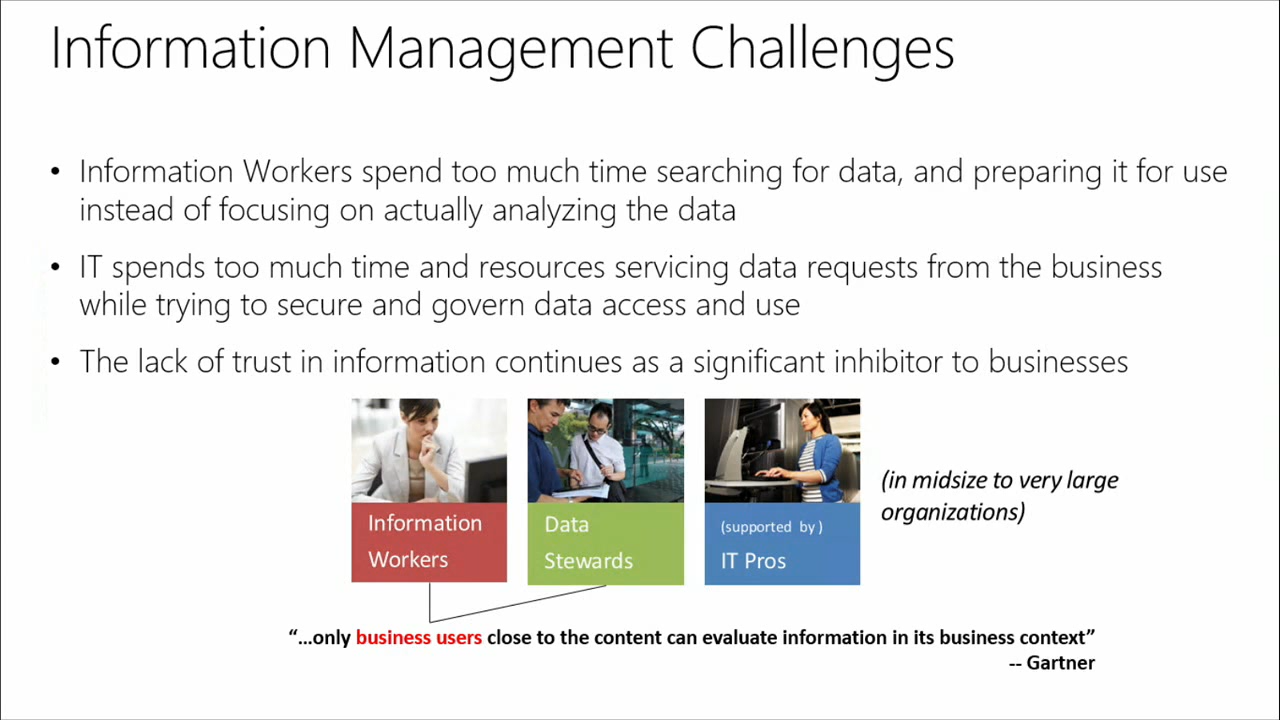 Information Management Challenges
• Information Workers spend too much time searching for data, and preparing it for use
instead of focusing on actually analyzing the data
• IT spends too much time and resources servicing data requests from the business
while trying to secure and govern data access and use
• The lack of trust in information continues as a significant inhibitor to businesses
Information
Workers
Data
Stewards
(supported by )
IT Pros
(in midsize to very large
organizations)
“…only business users close to the content can evaluate information in its business context”
-- Gartner